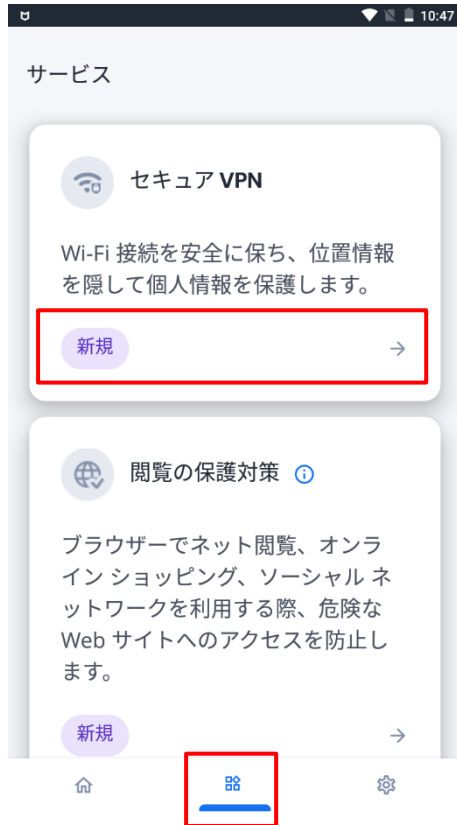 10:47
サービス
セキュア VPN
Wi-Fi 接続を安全に保ち、位置情報
を隠して個人情報を保護します。
新規
閲覧の保護対策
ブラウザーでネット閲覧、オンラ
イン ショッピング、ソーシャル ネ
ットワークを利用する際、危険な
Web サイトへのアクセスを防止し
ます。
新規